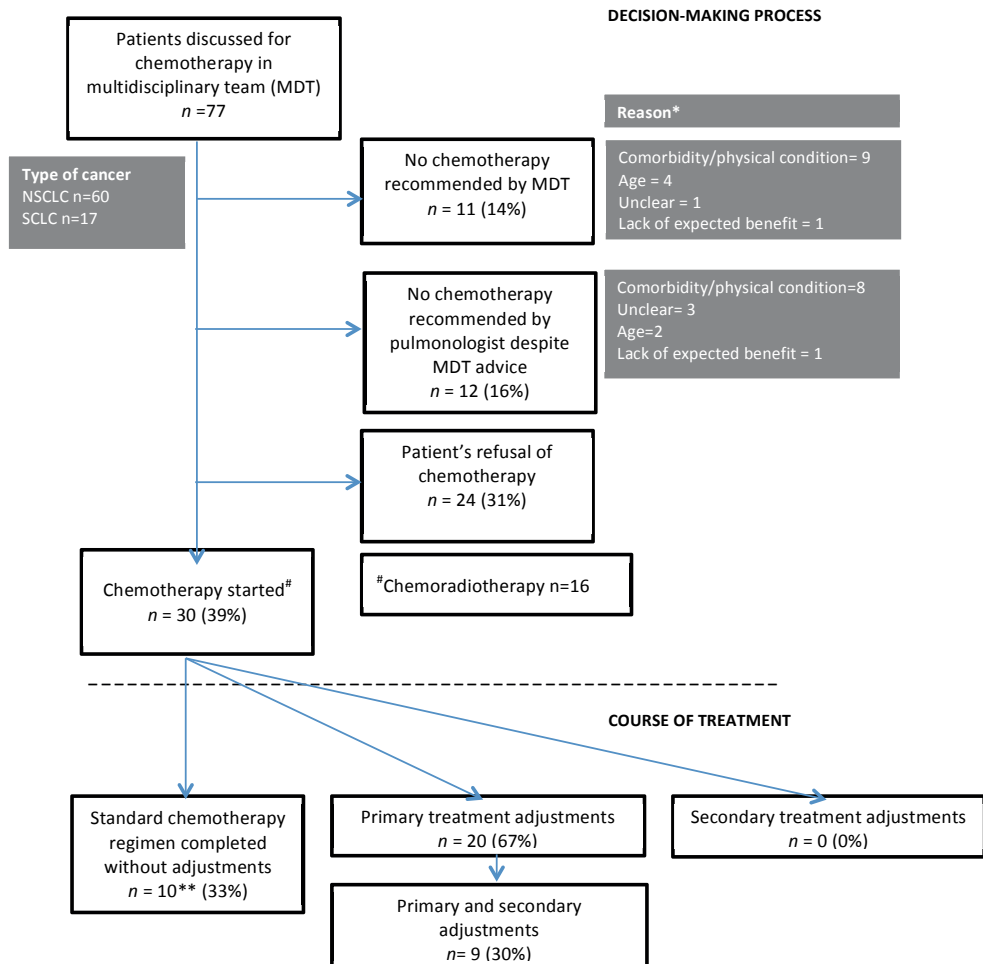 DECISION-MAKING PROCESS
Patients discussed for
chemotherapy in
multidisciplinary team (MDT)
n =77
Type of cancer
NSCLC n=60
SCLC n=17
No chemotherapy
recommended by MDT
n = 11 (14%)
Reason*
Comorbidity/physical condition= 9
Age = 4
Unclear = 1
Lack of expected benefit = 1
No chemotherapy
recommended by
pulmonologist despite
MDT advice
n = 12 (16%)
Comorbidity/physical condition=8
Unclear= 3
Age=2
Lack of expected benefit = 1
Patient’s refusal of
chemotherapy
n = 24 (31%)
Chemotherapy started#
n = 30 (39%)
#Chemoradiotherapy n=16
COURSE OF TREATMENT
Standard chemotherapy
regimen completed
without adjustments
n = 10** (33%)
Primary treatment adjustments
n = 20 (67%)
Secondary treatment adjustments
n = 0 (0%)
Primary and secondary
adjustments
n= 9 (30%)